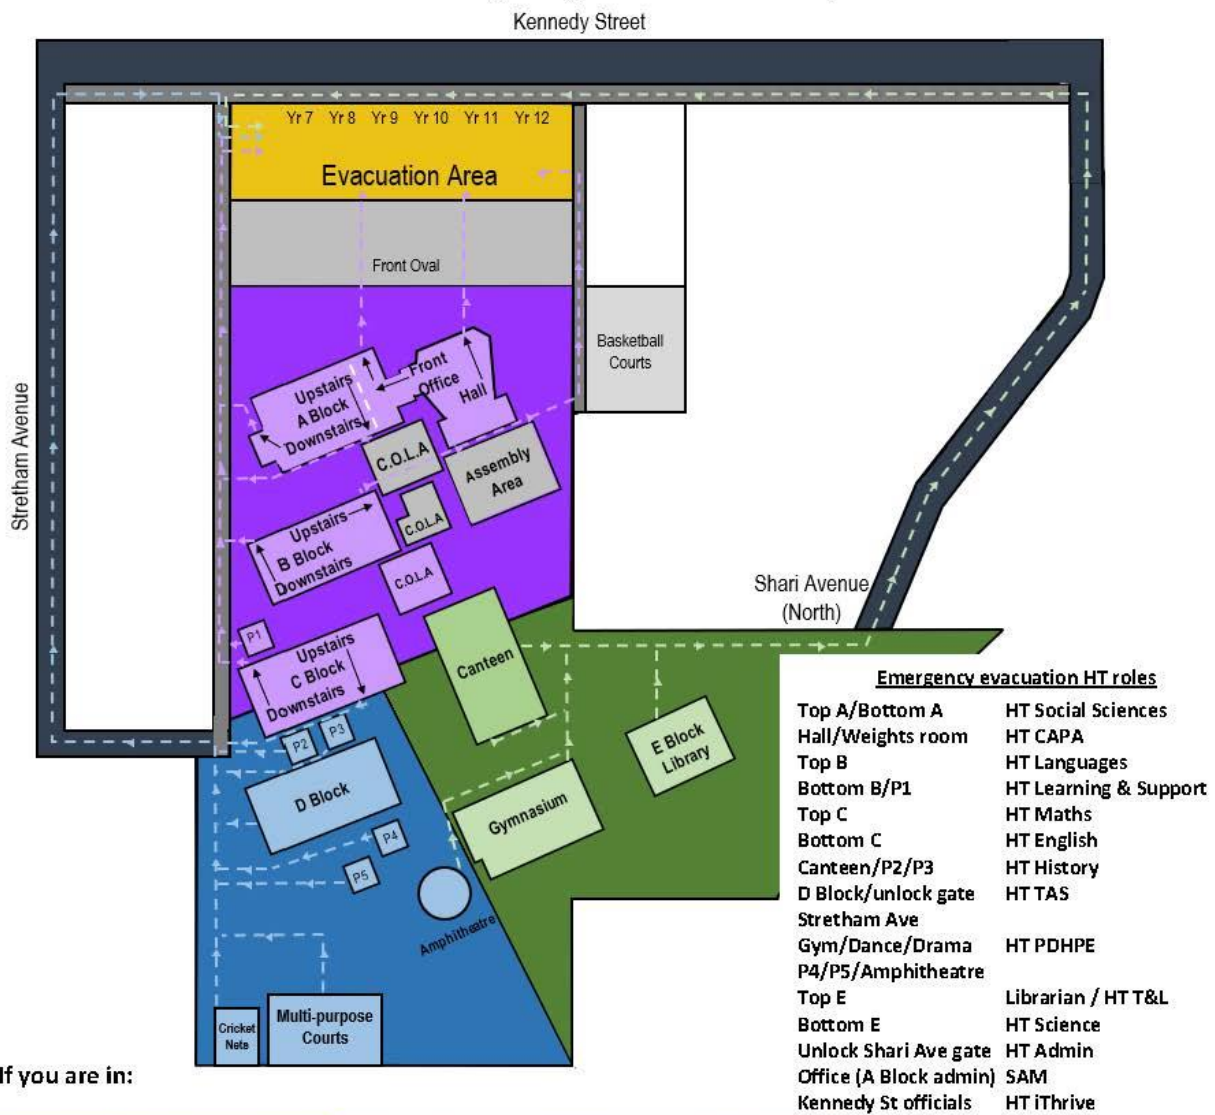 Kennedy Street
Yr 7 Yr 8 Yr 9 Yr 10 Yr 11 Yr 12
Evacuation Area
Front Oval
Basketball
Courts
Stretham Avenue
Upstairs
A Block
Downstairs
Front
Office
Hall
C.O.L.A
Assembly
Area
C.O.L.A
Upstairs
B Block
Downstairs
C.O.L.A
Shari Avenue
(North)
P1
Upstairs
C Block
Downstairs
Canteen
E Block
Library
P2
P3
D Block
Gymnasium
P4
P5
Amphitheatre
Cricket
Nets
Multi-purpose
Courts
If you are in:
Emergency evacuation HT roles
Top A/Bottom A HT Social Sciences
Hall/Weights room HT CAPA
Top B HT Languages
Bottom B/P1 HT Learning & Support
Top C HT Maths
Bottom C HT English
Canteen/P2/P3 HT History
D Block/unlock gate HT TAS
Stretham Ave
Gym/Dance/Drama HT PDHPE
P4/P5/Amphitheatre
Top E Librarian / HT T&L
Bottom E HT Science
Unlock Shari Ave gate HT Admin
Office (A Block admin) SAM
Kennedy St officials HT iThrive